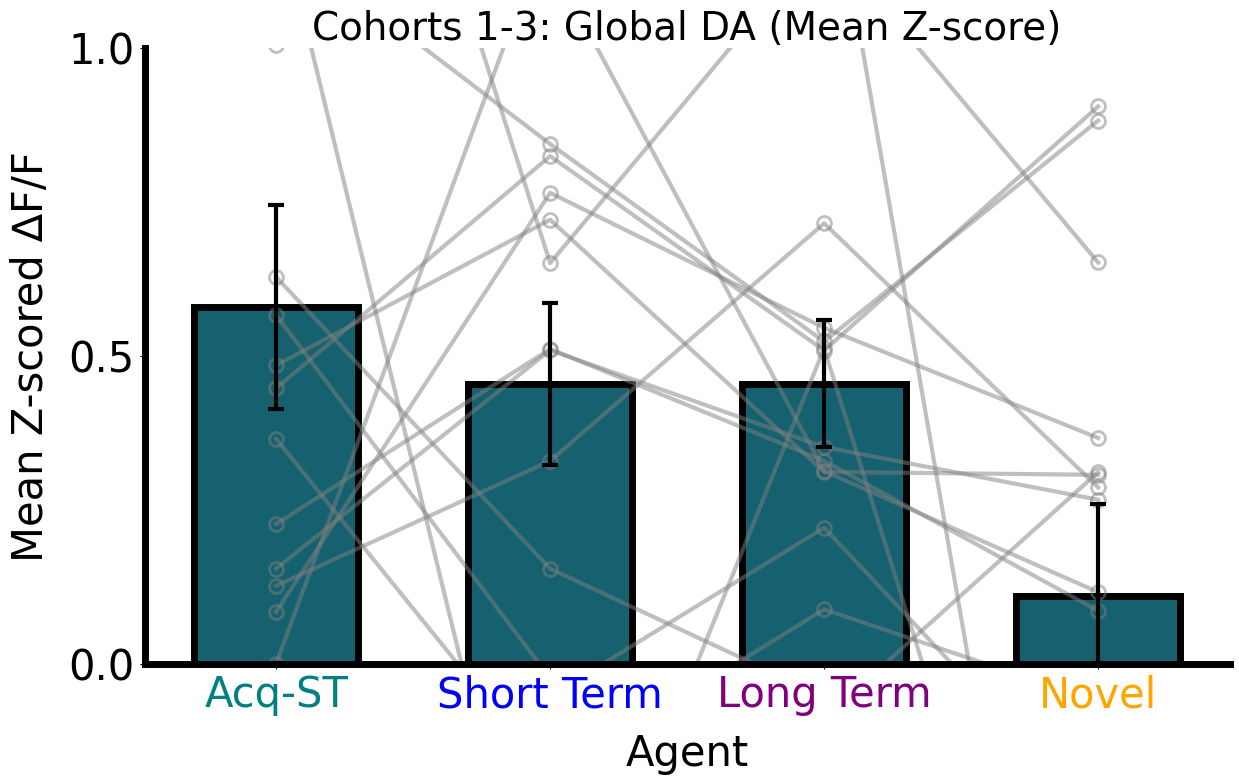 Cohorts 1-3: Global DA (Mean Z-score)
1.0
0.5
0.0
Mean Z-scored ΔF/F
Acq-ST
Short Term
Long Term
Novel
Agent